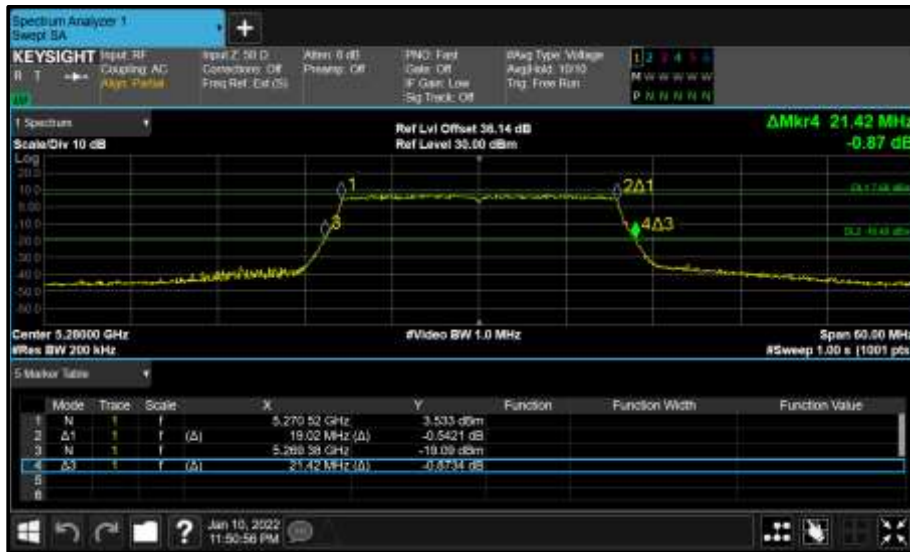 Spectrum Analyzer 1
Swept SA
+
KEYSIGHT
R T
Input: RF
Coupling: AC
Align: Partial
Input Z: 50 Ω
Corrections: Off
Freq Ref: Ext (S)
Atten: 6 dB
Preamp: Off
PNO: Fast
Gate: Off
IF Gain: Low
Sig Track: Off
#Avg Type: Voltage
Avg|Hold: 10/10
Trig: Free Run
1 2 3 4 5 6
M W W W W W
P N N N N N
1 Spectrum
Scale/Div 10 dB
Ref Lvl Offset 36.14 dB
Ref Level 30.00 dBm
ΔMkr4 21.42 MHz
-0.87 dB
Log
20.0
10.0
0.00
-10.0
-20.0
-30.0
-40.0
-50.0
-60.0
1
2Δ1
3
4Δ3
Center 5.28000 GHz
#Res BW 200 kHz
#Video BW 1.0 MHz
Span 60.00 MHz
#Sweep 1.00 s (1001 pts
5 Marker Table
Mode Trace Scale X Y Function Function Width Function Value
1 N 1 f 5.270 52 GHz 3.533 dBm
2 Δ1 1 f (Δ) 19.02 MHz (Δ) -0.5421 dB
3 N 1 f 5.269 38 GHz -19.09 dBm
4 Δ3 1 f (Δ) 21.42 MHz (Δ) -0.8734 dB
5
6
?
Jan 10, 2022
11:50:56 PM